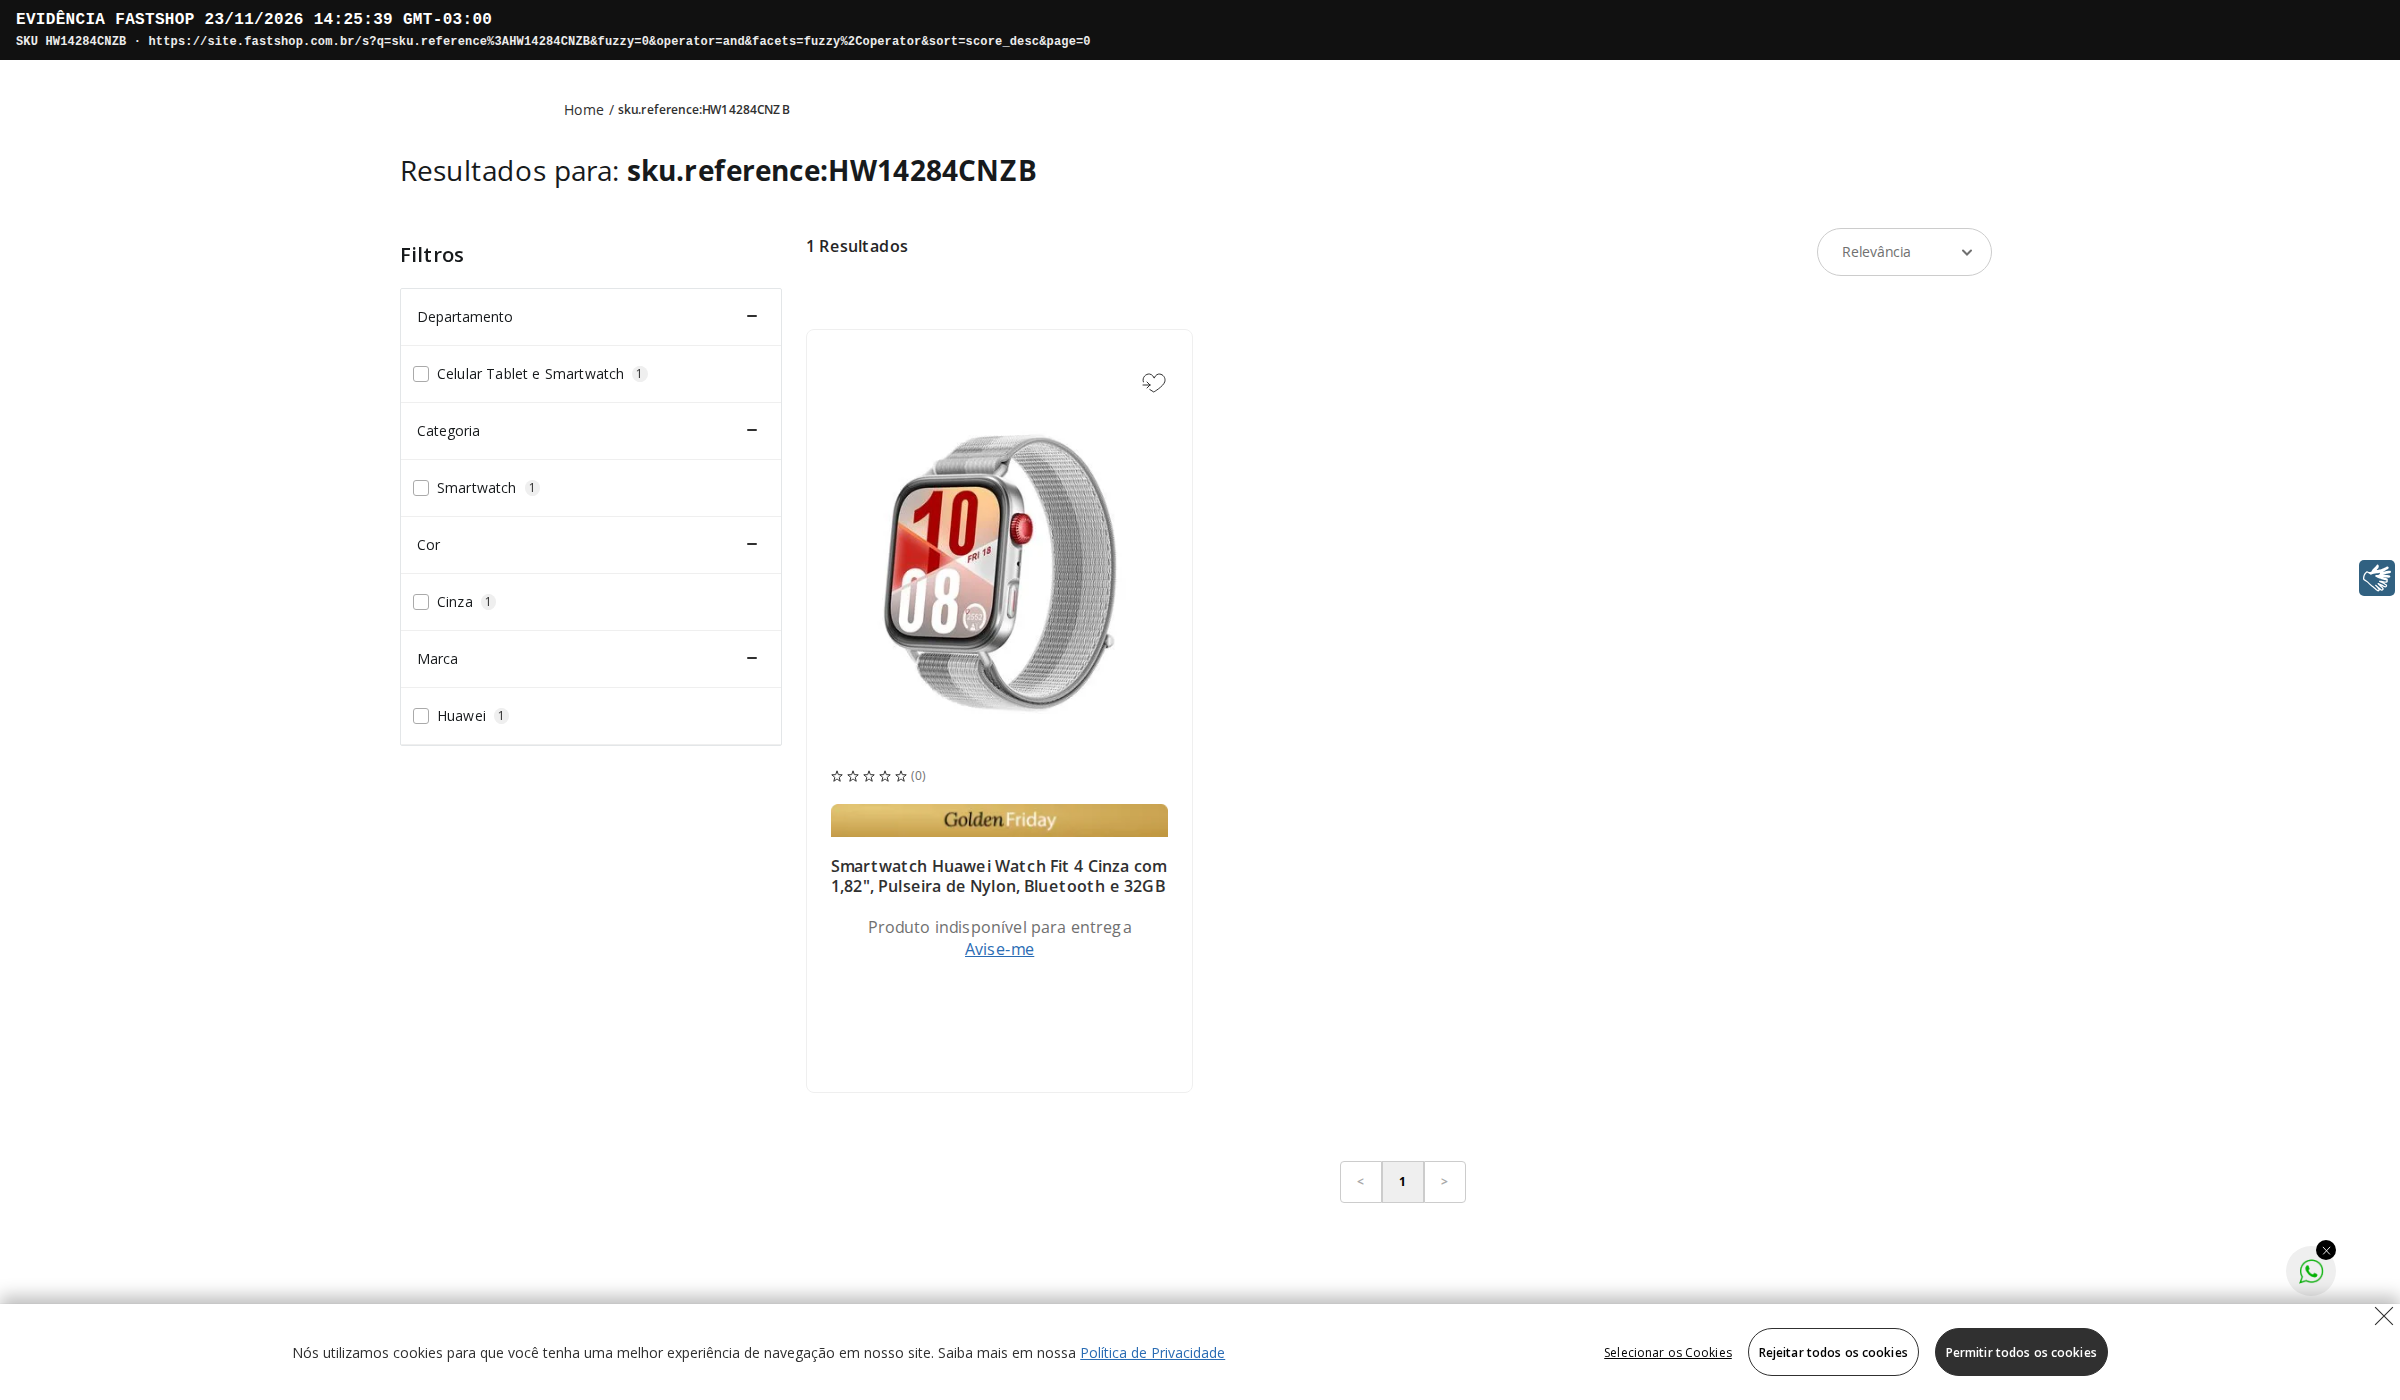 EVIDÊNCIA FASTSHOP 23/11/2026 14:25:39 GMT-03:00
SKU HW14284CNZB · https://site.fastshop.com.br/s?q=sku.reference%3AHW14284CNZB&fuzzy=0&operator=and&facets=fuzzy%2Coperator&sort=score_desc&page=0
Home / sku.reference:HW14284CNZB
Resultados para: sku.reference:HW14284CNZB
Filtros
1 Resultados
Relevância
Departamento
Celular Tablet e Smartwatch 1
Categoria
Smartwatch 1
Cor
Cinza 1
Marca
Huawei 1
10
FRI 18
08
(0)
Golden Friday
Smartwatch Huawei Watch Fit 4 Cinza com
1,82", Pulseira de Nylon, Bluetooth e 32GB
Produto indisponível para entrega
Avise-me
< 1 >
Nós utilizamos cookies para que você tenha uma melhor experiência de navegação em nosso site. Saiba mais em nossa Política de Privacidade
Selecionar os Cookies
Rejeitar todos os cookies
Permitir todos os cookies